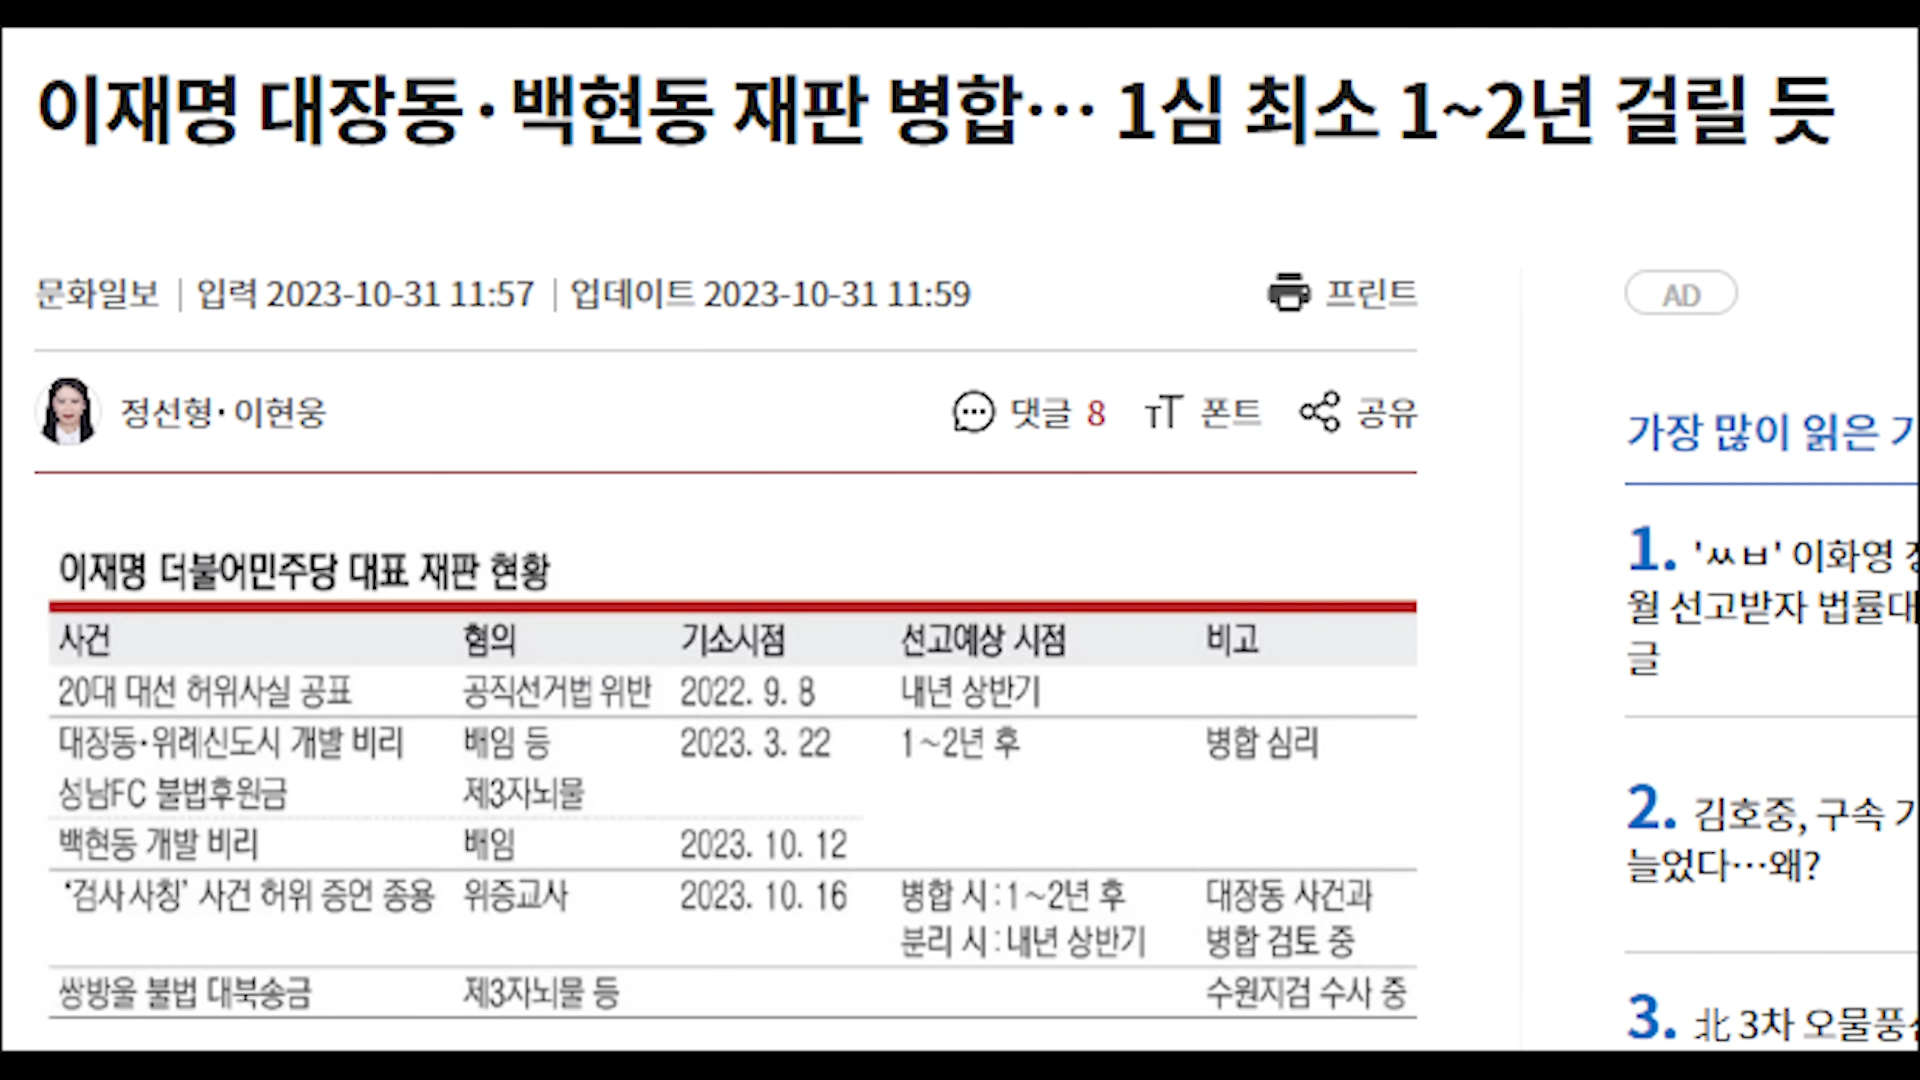 이재명 대장동·백현동 재판 병합… 1심 최소 1~2년 걸릴 듯
문화일보 | 입력 2023-10-31 11:57 | 업데이트 2023-10-31 11:59
프린트
AD
정선형·이현웅
댓글 8 TT 폰트 공유
이재명 더불어민주당 대표 재판 현황
사건 혐의 기소시점 선고예상 시점 비고
20대 대선 허위사실 공표 공직선거법 위반 2022. 9. 8 내년 상반기
대장동·위례신도시 개발 비리 배임 등 2023. 3. 22 1~2년 후 병합 심리
성남FC 불법후원금 제3자뇌물
백현동 개발 비리 배임 2023. 10. 12
‘검사 사칭’ 사건 허위 증언 종용 위증교사 2023. 10. 16 병합 시 : 1~2년 후 대장동 사건과
분리 시 : 내년 상반기 병합 검토 중
쌍방울 불법 대북송금 제3자뇌물 등 수원지검 수사 중
가장 많이 읽은
1. 'ㅆㅂ' 이화영
월 선고받자 법률대
글
2. 김호중, 구속
늘었다…왜?
3. 北 3차 오물풍